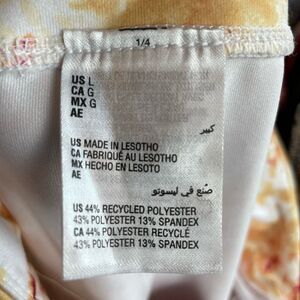 1/4
US L
CA G
MX G
AE
كبير
US MADE IN LESOTHO
CA FABRIQUÉ AU LESOTHO
MX HECHO EN LESOTO
AE
صُنع في ليسوتو
US 44% RECYCLED POLYESTER
43% POLYESTER 13% SPANDEX
CA 44% POLYESTER RECYCLÉ
43% POLYESTER 13% SPANDEX